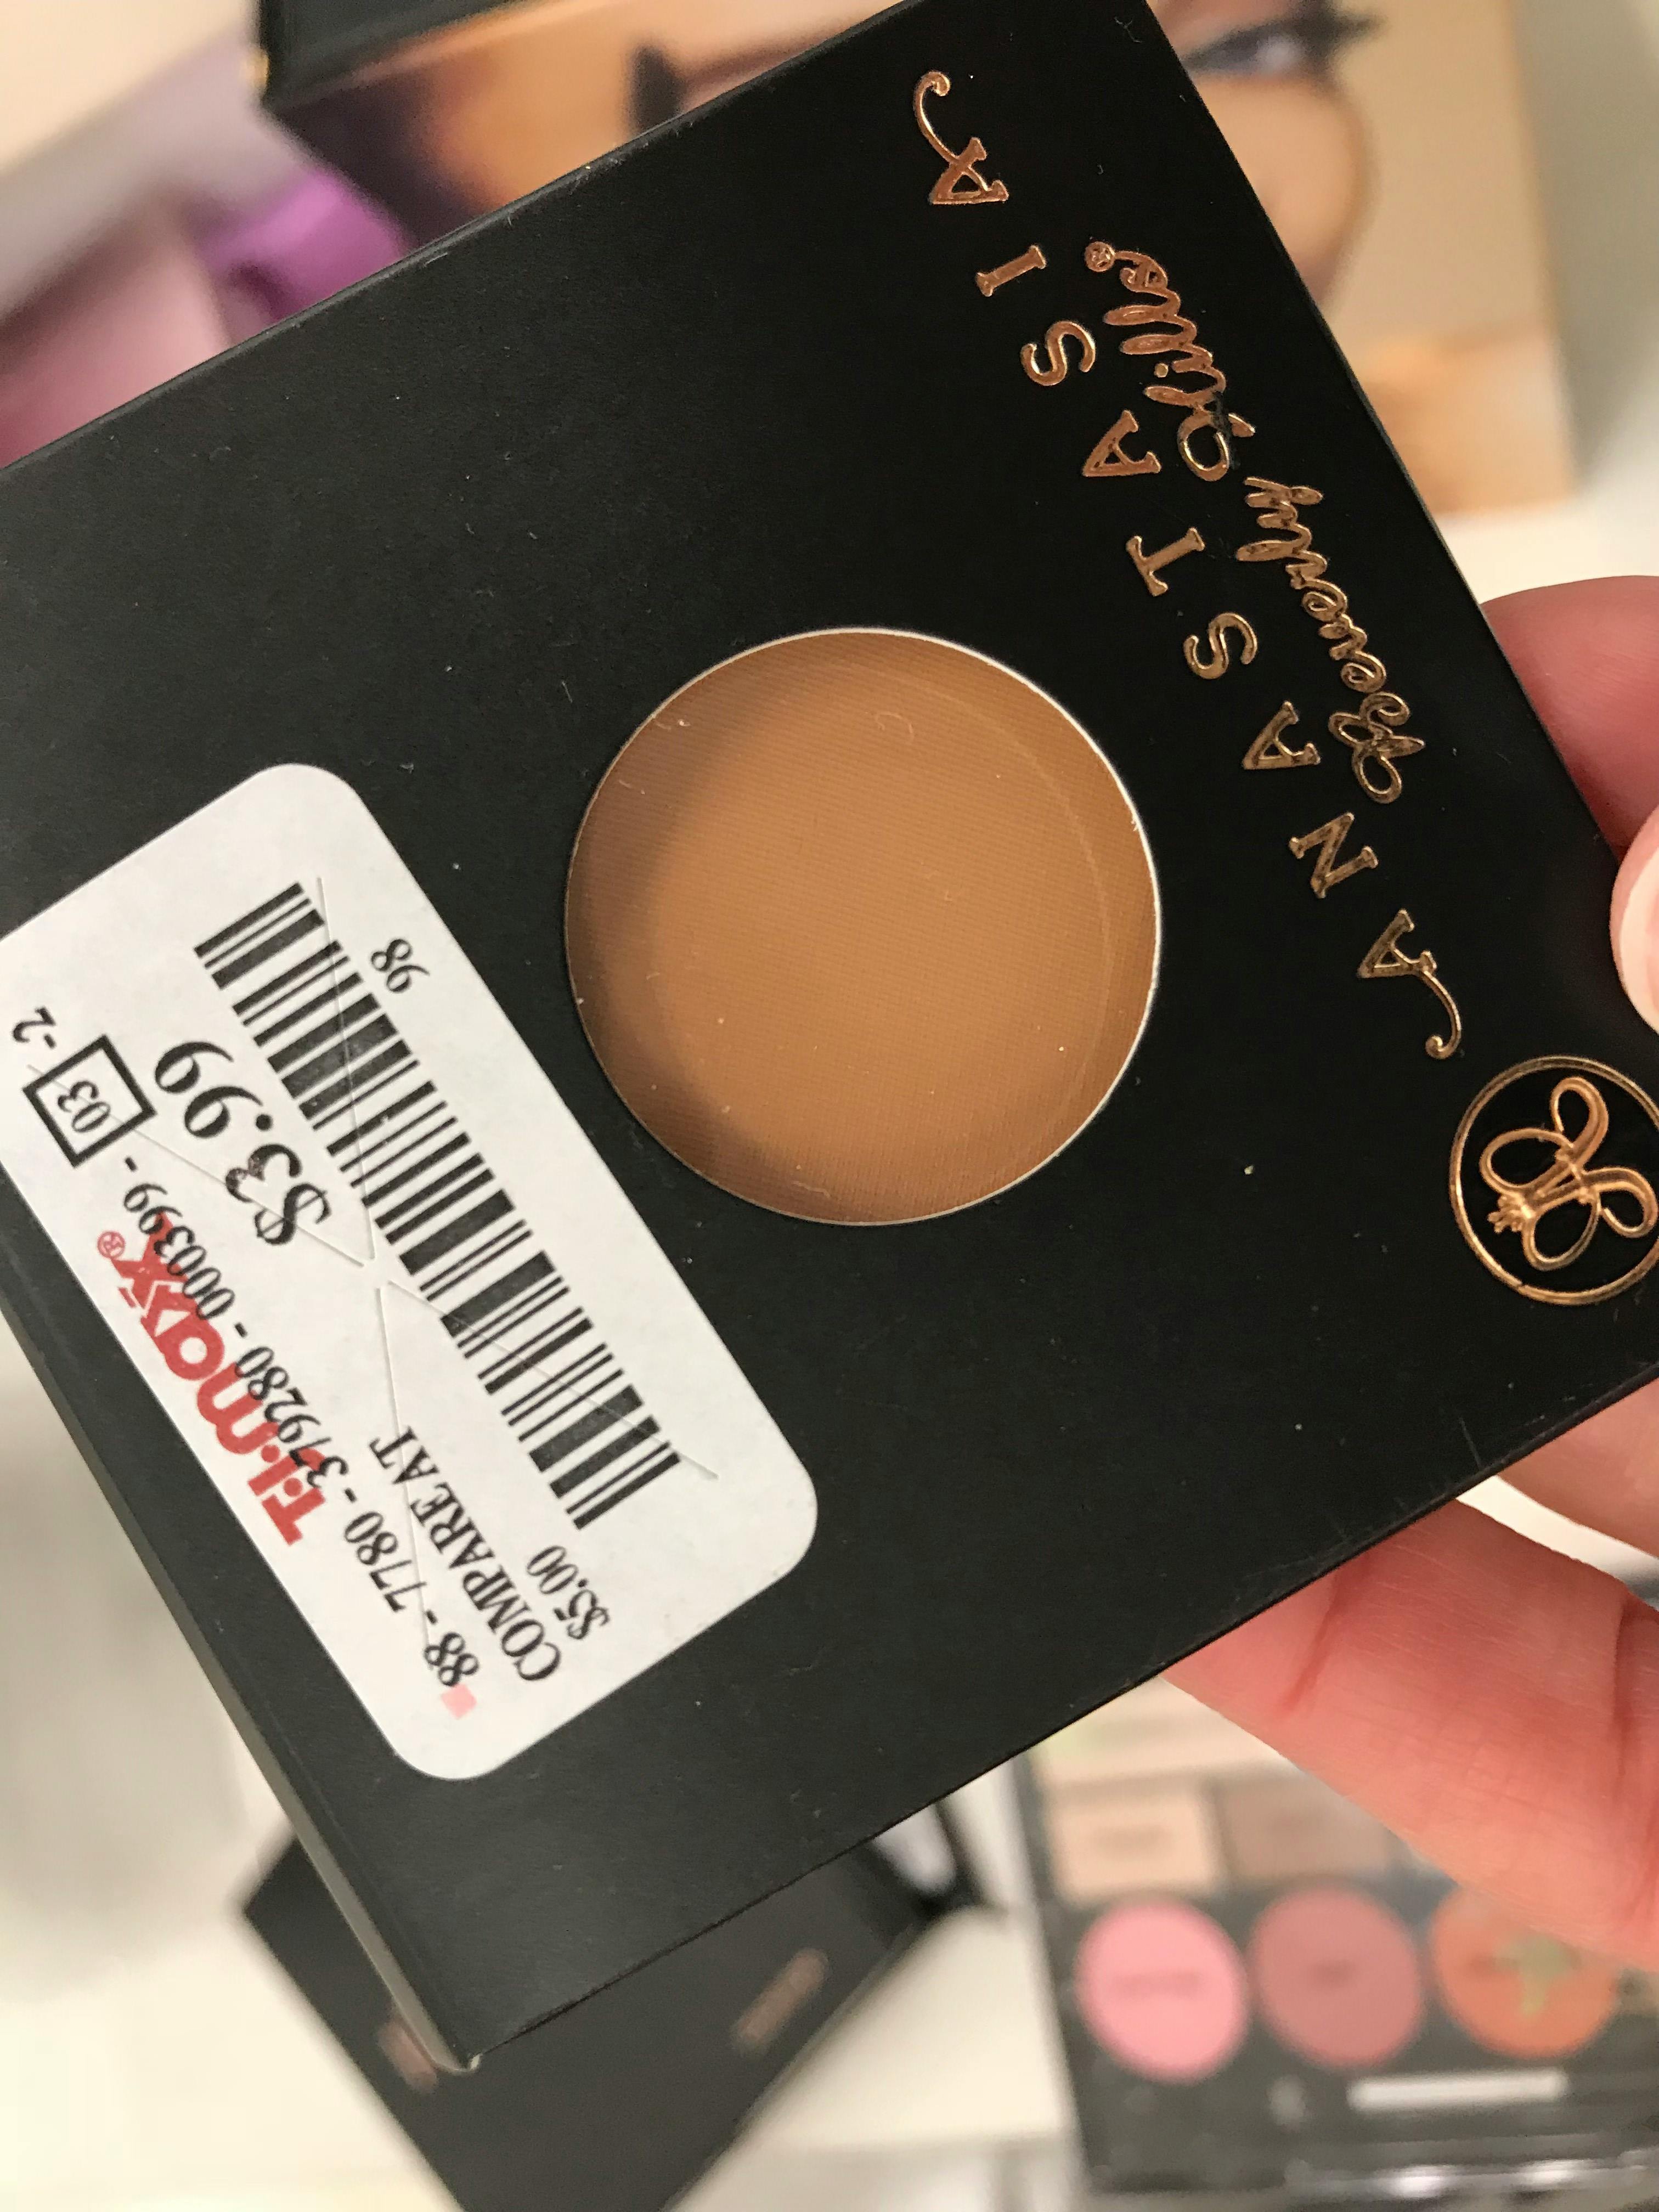 ANASTASIA
Beverly Hills®
T.J.maxx®
88 - 7780 - 379280 - 000399 - 03 - 2
COMPARE AT
$5.00
$3.99
98